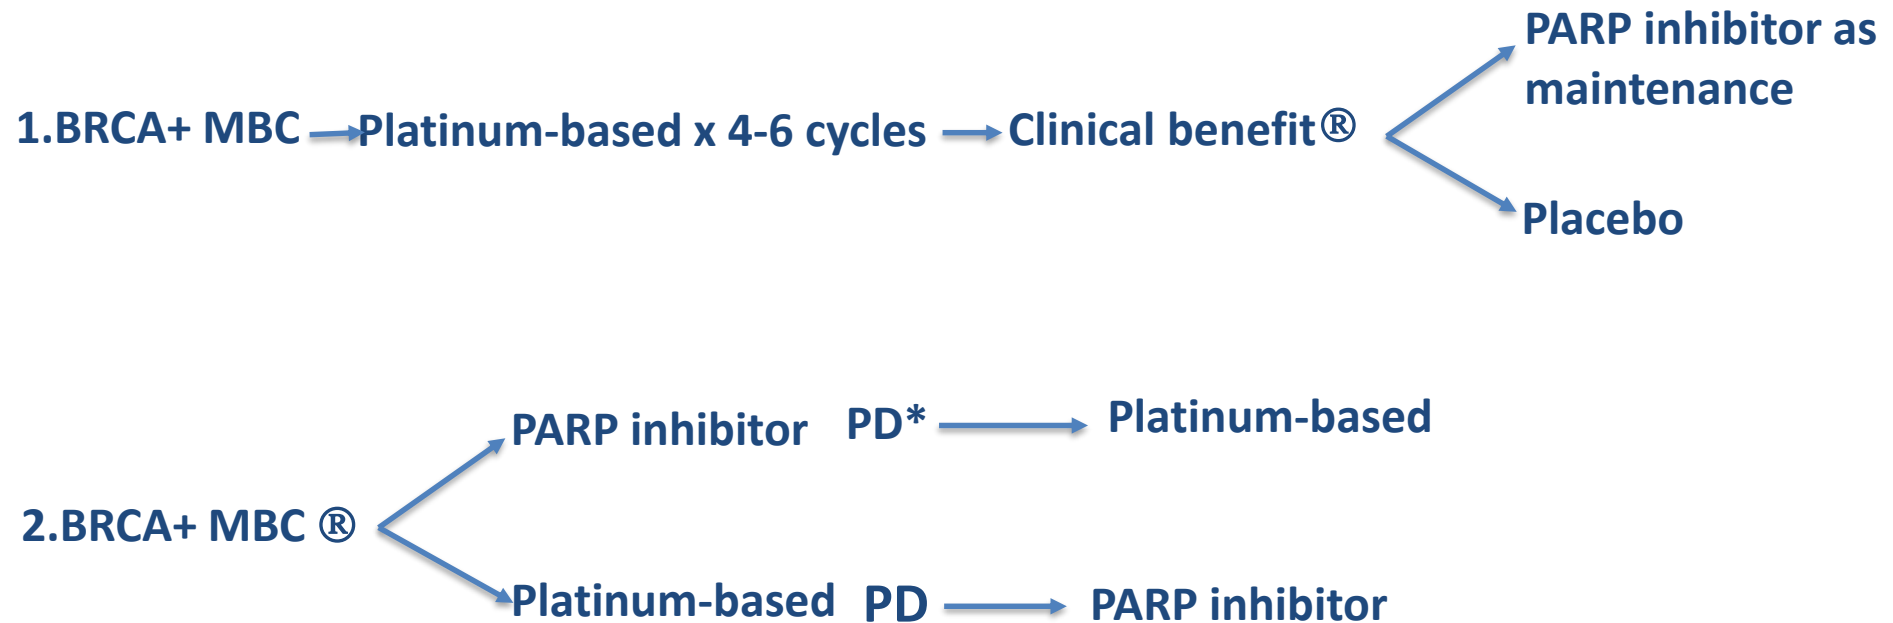 1.BRCA+ MBC Platinum-based x 4-6 cycles Clinical benefit® PARP inhibitor as
maintenance
Placebo
PARP inhibitor PD* Platinum-based
2.BRCA+ MBC ®
Platinum-based PD PARP inhibitor